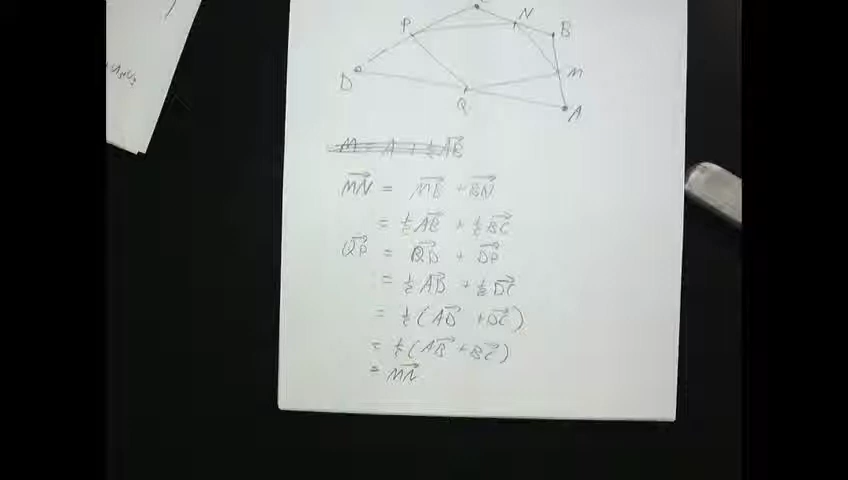 P N B
D M
Q A
M = A + ½AB
MN = MB + BN
= ½AB + ½BC
QP = QD + DP
= ½AD + ½DC
= ½(AD + DC)
= ½(AB + BC)
= MN